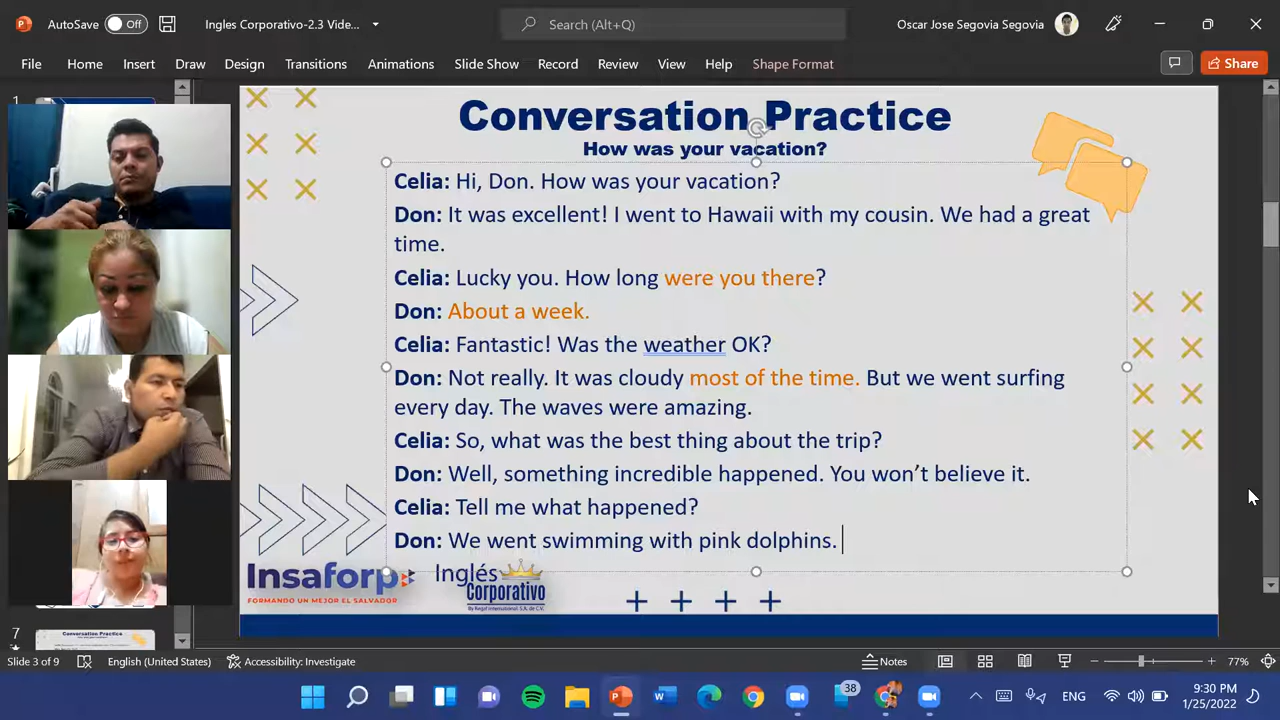 AutoSave Off Ingles Corporativo-2.3 Vide... Search (Alt+Q) Oscar Jose Segovia Segovia
File Home Insert Draw Design Transitions Animations Slide Show Record Review View Help Shape Format Share
1
Conversation Practice
How was your vacation?
Celia: Hi, Don. How was your vacation?
Don: It was excellent! I went to Hawaii with my cousin. We had a great
time.
Celia: Lucky you. How long were you there?
Don: About a week.
Celia: Fantastic! Was the weather OK?
Don: Not really. It was cloudy most of the time. But we went surfing
every day. The waves were amazing.
Celia: So, what was the best thing about the trip?
Don: Well, something incredible happened. You won’t believe it.
Celia: Tell me what happened?
Don: We went swimming with pink dolphins.
Insaforp Inglés
FORMANDO UN MEJOR EL SALVADOR Corporativo
By Regal International, S.A. de C.V.
7
Conversation Practice
Slide 3 of 9 English (United States) Accessibility: Investigate Notes 77%
38 ENG 9:30 PM
1/25/2022